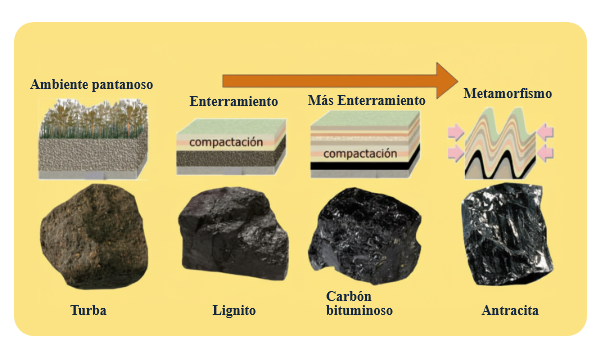 Ambiente pantanoso
Enterramiento
Más Enterramiento
Metamorfismo
compactación
compactación
Turba
Lignito
Carbón
bituminoso
Antracita